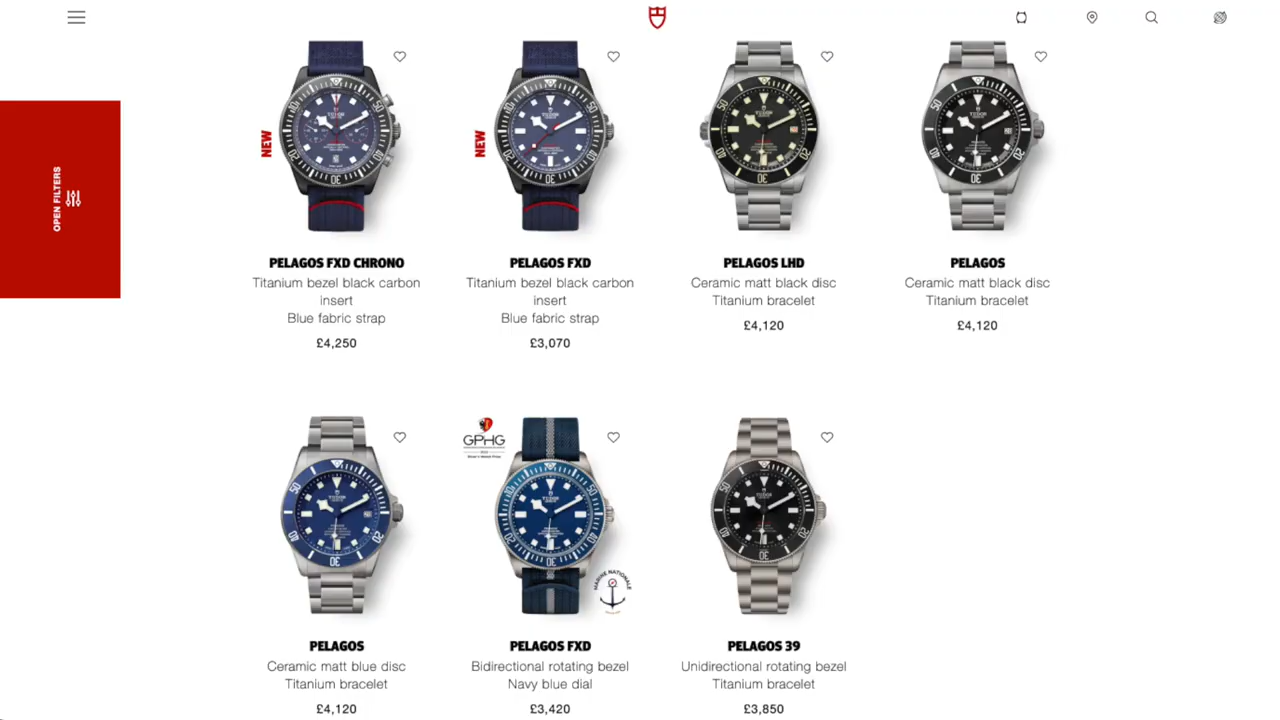 OPEN FILTERS
NEW
NEW
PELAGOS FXD CHRONO
Titanium bezel black carbon
insert
Blue fabric strap
£4,250
PELAGOS FXD
Titanium bezel black carbon
insert
Blue fabric strap
£3,070
PELAGOS LHD
Ceramic matt black disc
Titanium bracelet
£4,120
PELAGOS
Ceramic matt black disc
Titanium bracelet
£4,120
PELAGOS
Ceramic matt blue disc
Titanium bracelet
£4,120
GPHG
MARINE NATIONALE
PELAGOS FXD
Bidirectional rotating bezel
Navy blue dial
£3,420
PELAGOS 39
Unidirectional rotating bezel
Titanium bracelet
£3,850